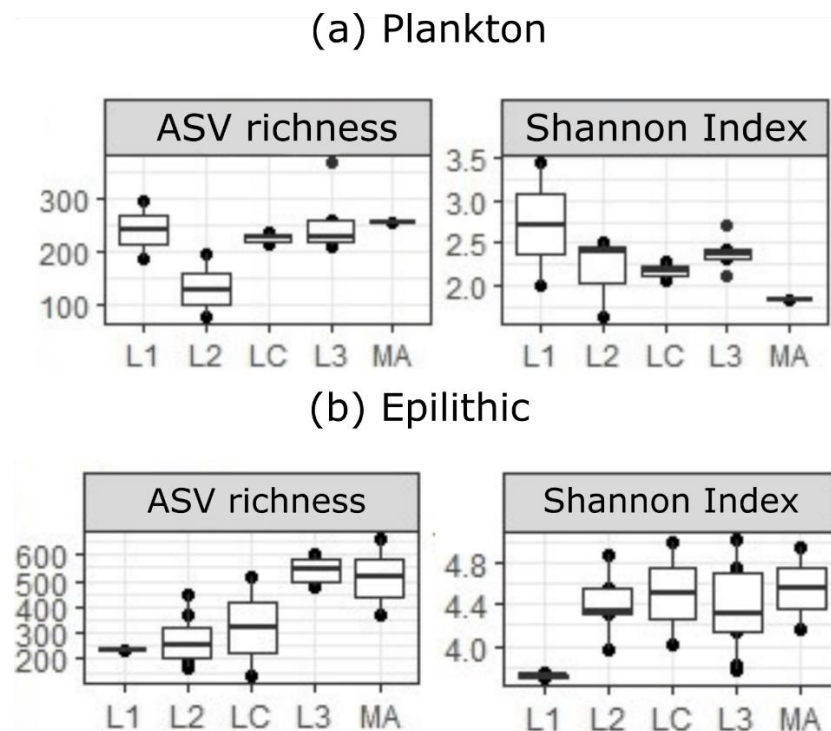 (a) Plankton
ASV richness
Shannon Index
300
200
100
3.5
3.0
2.5
2.0
L1 L2 LC L3 MA
L1 L2 LC L3 MA
(b) Epilithic
ASV richness
Shannon Index
600
500
400
300
200
4.8
4.4
4.0
L1 L2 LC L3 MA
L1 L2 LC L3 MA